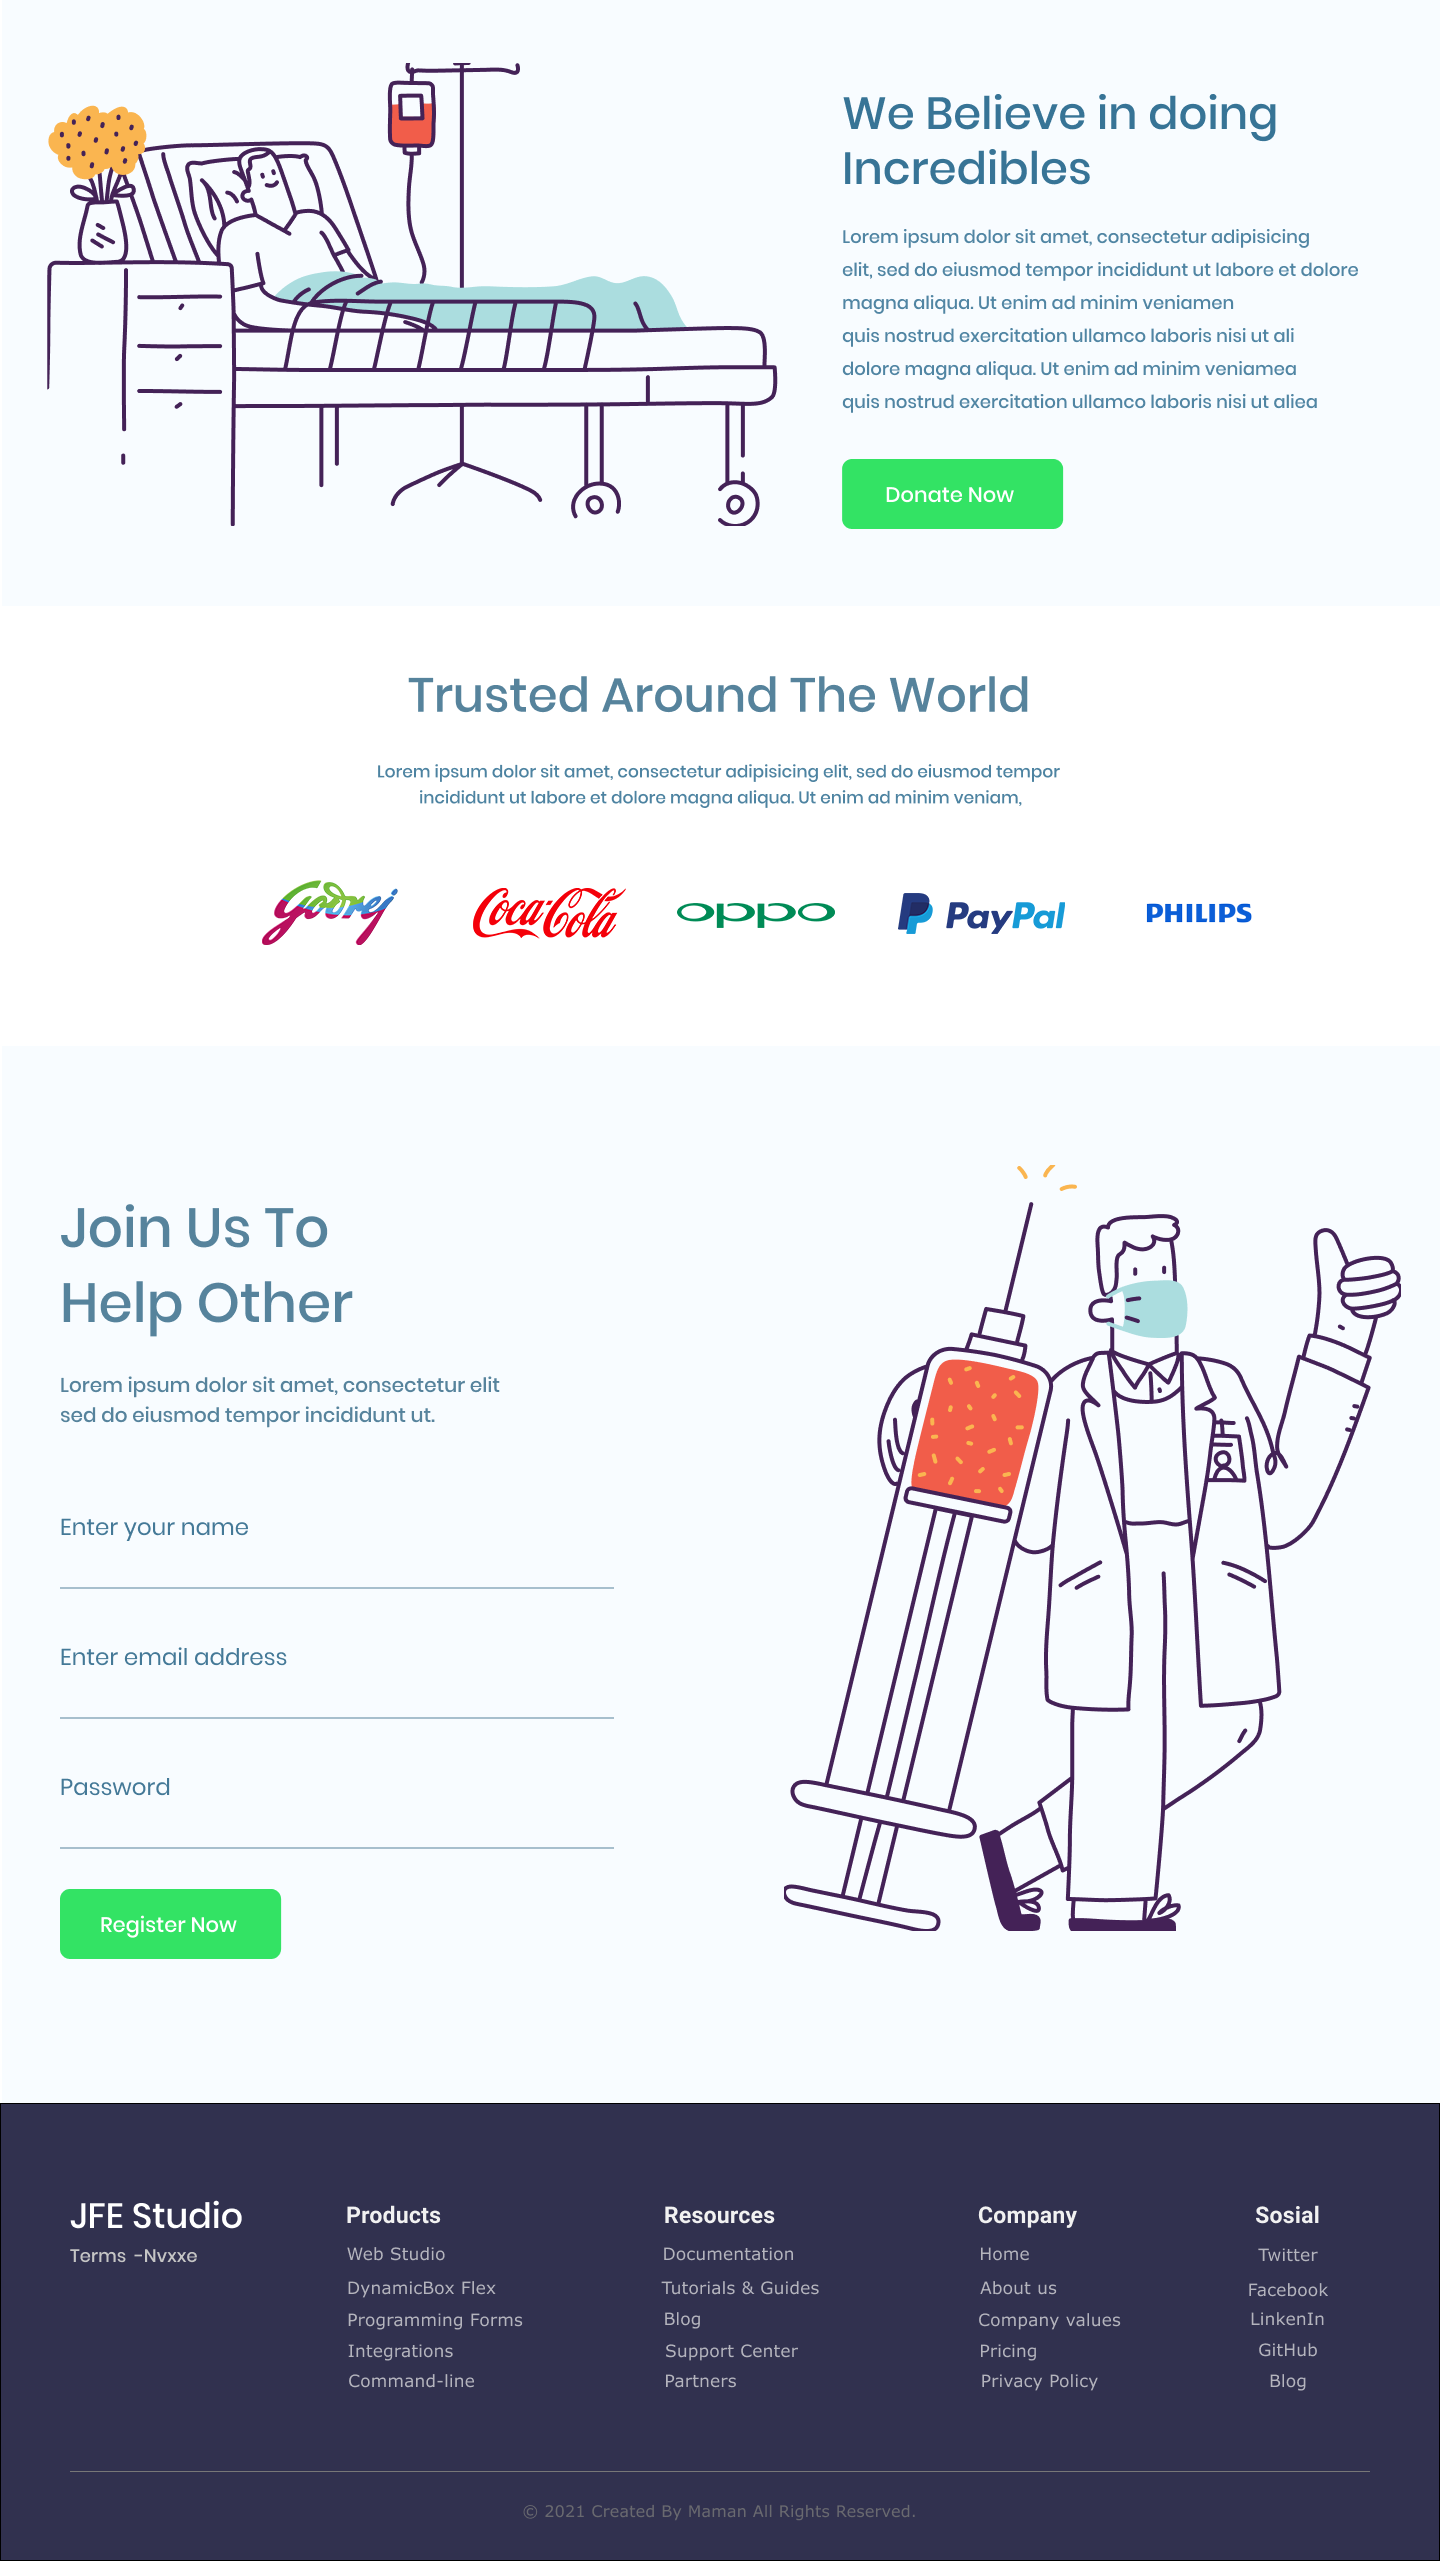 We Believe in doing
Incredibles
Lorem ipsum dolor sit amet, consectetur adipisicing
elit, sed do eiusmod tempor incididunt ut labore et dolore
magna aliqua. Ut enim ad minim veniamen
quis nostrud exercitation ullamco laboris nisi ut ali
dolore magna aliqua. Ut enim ad minim veniamea
quis nostrud exercitation ullamco laboris nisi ut aliea
Donate Now
Trusted Around The World
Lorem ipsum dolor sit amet, consectetur adipisicing elit, sed do eiusmod tempor
incididunt ut labore et dolore magna aliqua. Ut enim ad minim veniam,
Godrej Coca-Cola oppo PayPal PHILIPS
Join Us To
Help Other
Lorem ipsum dolor sit amet, consectetur elit
sed do eiusmod tempor incididunt ut.
Enter your name
Enter email address
Password
Register Now
JFE Studio
Terms -Nvxxe
Products
Web Studio
DynamicBox Flex
Programming Forms
Integrations
Command-line
Resources
Documentation
Tutorials & Guides
Blog
Support Center
Partners
Company
Home
About us
Company values
Pricing
Privacy Policy
Sosial
Twitter
Facebook
LinkenIn
GitHub
Blog
© 2021 Created By Maman All Rights Reserved.